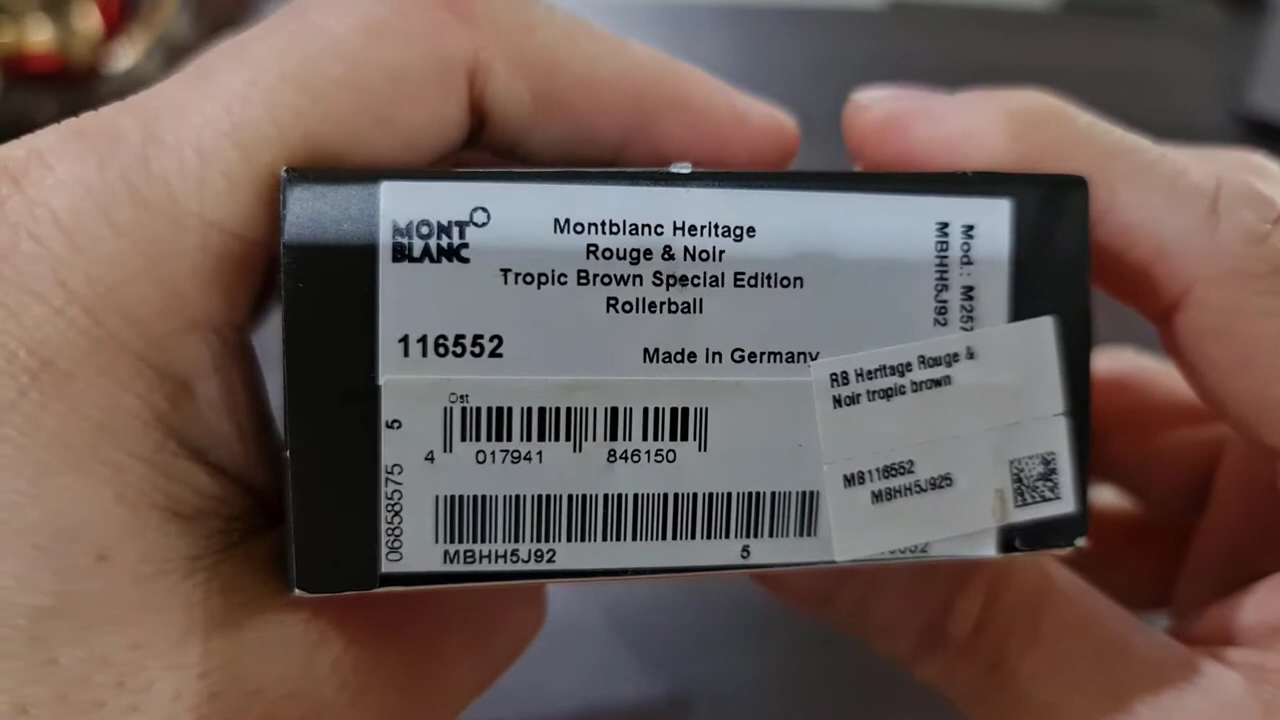 MONT
BLANC
Montblanc Heritage
Rouge & Noir
Tropic Brown Special Edition
Rollerball
116552
Made in Germany
Mod.: M257
MBHH5J92
RB Heritage Rouge &
Noir tropic brown
MB116552
MBHH5J925
Ost
4 017941 846150
MBHH5J92 5
06858575 5